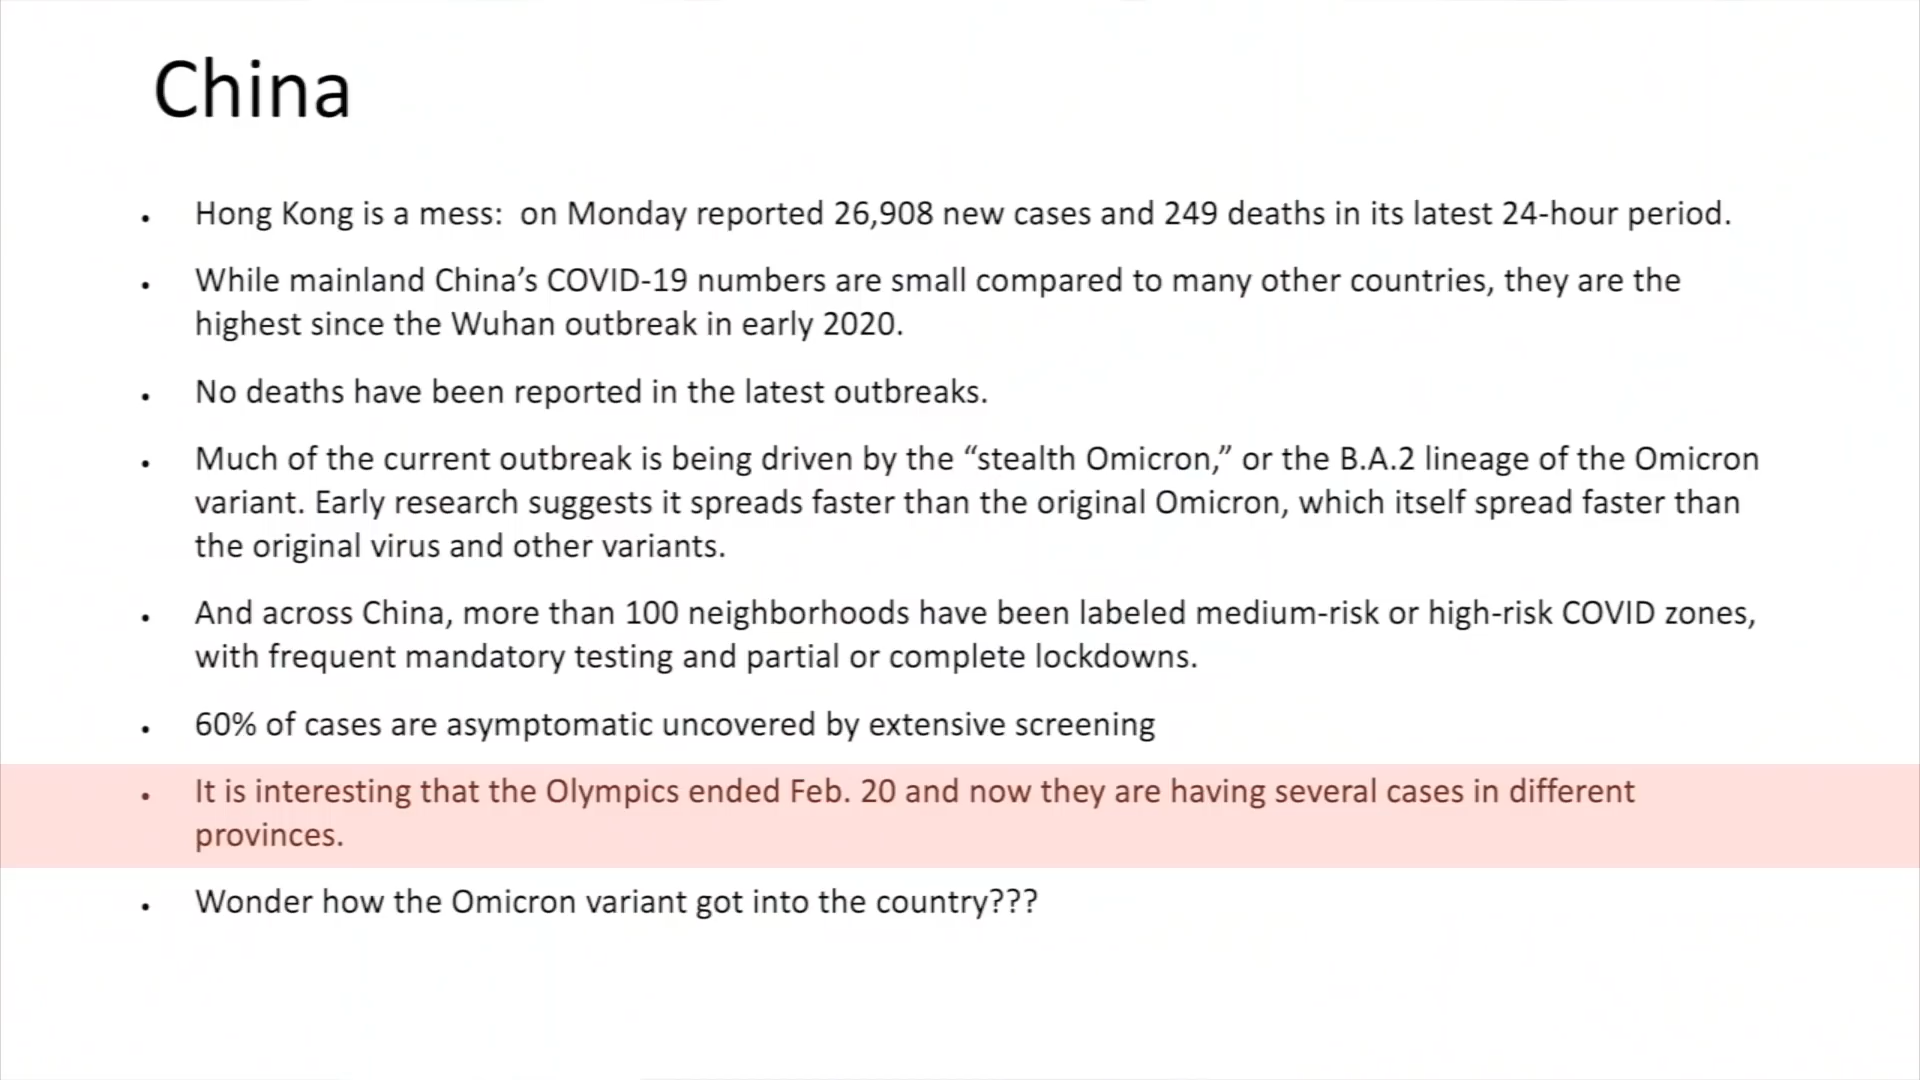 China
• Hong Kong is a mess:  on Monday reported 26,908 new cases and 249 deaths in its latest 24-hour period.
• While mainland China’s COVID-19 numbers are small compared to many other countries, they are the
highest since the Wuhan outbreak in early 2020.
• No deaths have been reported in the latest outbreaks.
• Much of the current outbreak is being driven by the “stealth Omicron,” or the B.A.2 lineage of the Omicron
variant. Early research suggests it spreads faster than the original Omicron, which itself spread faster than
the original virus and other variants.
• And across China, more than 100 neighborhoods have been labeled medium-risk or high-risk COVID zones,
with frequent mandatory testing and partial or complete lockdowns.
• 60% of cases are asymptomatic uncovered by extensive screening
• It is interesting that the Olympics ended Feb. 20 and now they are having several cases in different
provinces.
• Wonder how the Omicron variant got into the country???